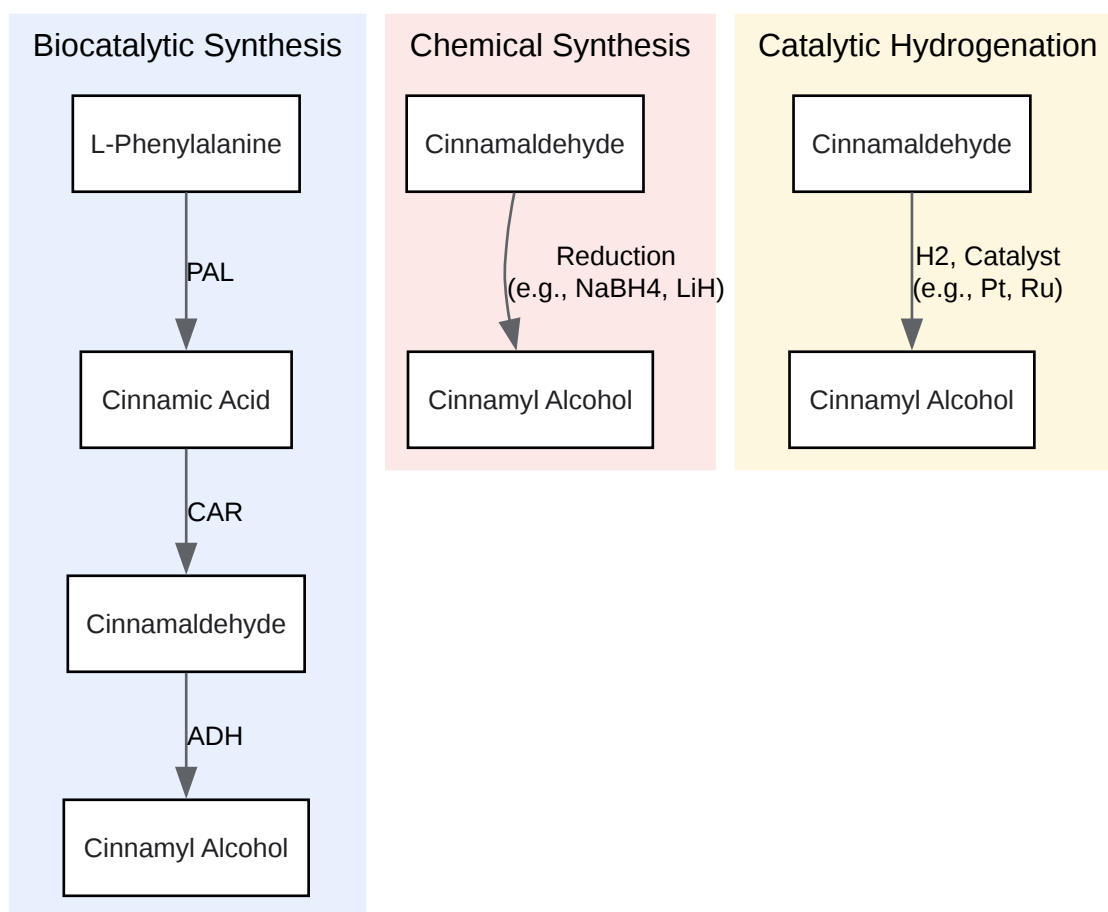 Biocatalytic Synthesis
L-Phenylalanine
PAL
Cinnamic Acid
CAR
Cinnamaldehyde
ADH
Cinnamyl Alcohol
Chemical Synthesis
Cinnamaldehyde
Reduction
(e.g., NaBH4, LiH)
Cinnamyl Alcohol
Catalytic Hydrogenation
Cinnamaldehyde
H2, Catalyst
(e.g., Pt, Ru)
Cinnamyl Alcohol